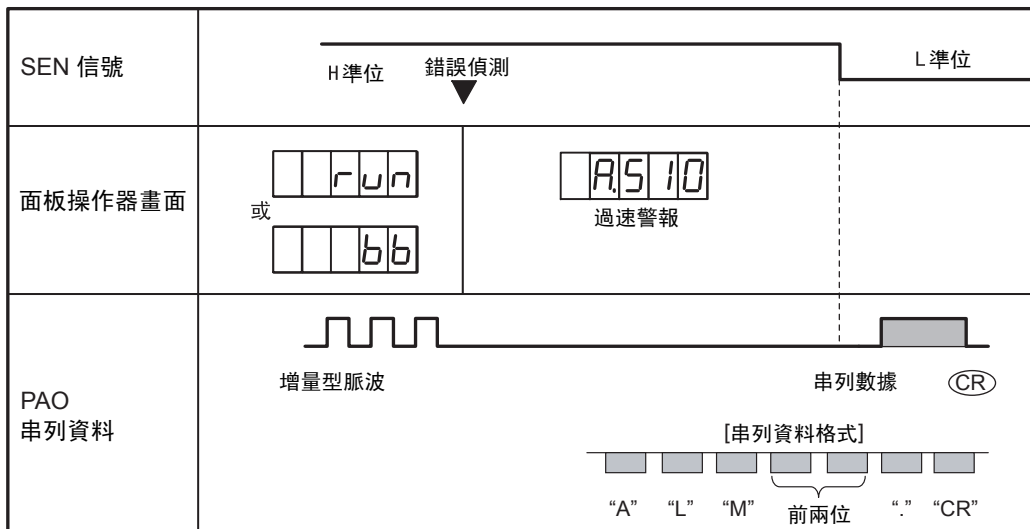 SEN 信號
H準位
錯誤偵測
L準位
面板操作器畫面
run
或
bb
A.510
過速警報
PAO
串列資料
增量型脈波
串列數據
CR
[串列資料格式]
“A” “L” “M” 前兩位 “.” “CR”